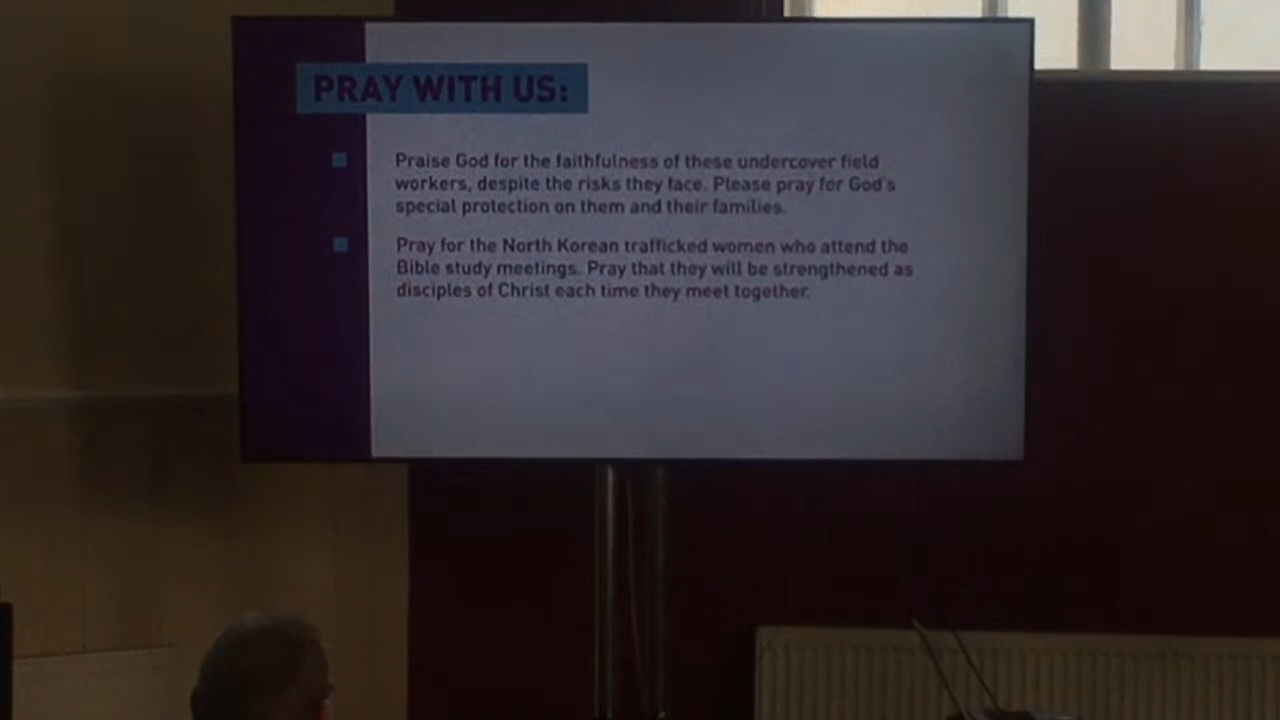 PRAY WITH US:
Praise God for the faithfulness of these undercover field
workers, despite the risks they face. Please pray for God's
special protection on them and their families.
Pray for the North Korean trafficked women who attend the
Bible study meetings. Pray that they will be strengthened as
disciples of Christ each time they meet together.